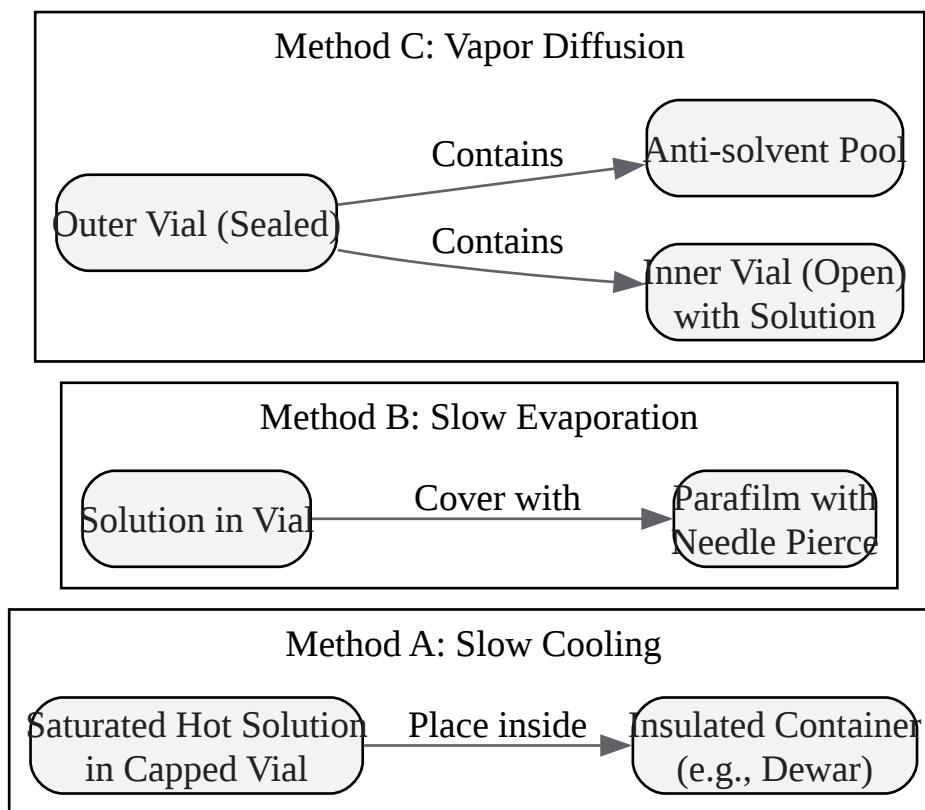 Method C: Vapor Diffusion
Contains
Anti-solvent Pool
Outer Vial (Sealed)
Contains
Inner Vial (Open)
with Solution
Method B: Slow Evaporation
Solution in Vial
Cover with
Parafilm with
Needle Pierce
Method A: Slow Cooling
Saturated Hot Solution
in Capped Vial
Place inside
Insulated Container
(e.g., Dewar)